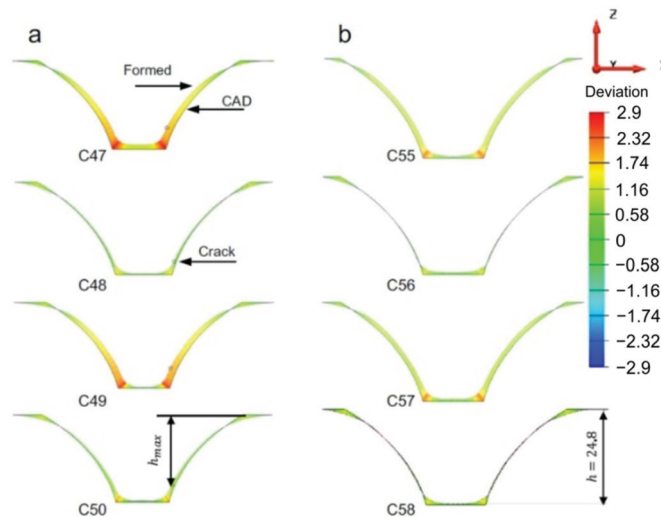 a
Formed
CAD
C47
Crack
C48
C49
h_max
C50
b
C55
C56
C57
h = 24.8
C58
Z
Y
Deviation
2.9
2.32
1.74
1.16
0.58
0
−0.58
−1.16
−1.74
−2.32
−2.9